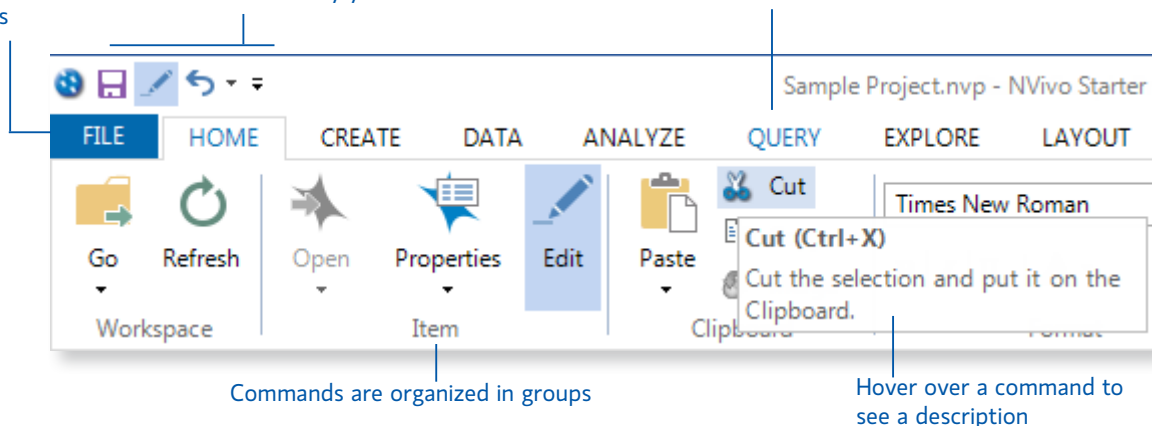 s
Sample Project.nvp - NVivo Starter
FILE HOME CREATE DATA ANALYZE QUERY EXPLORE LAYOUT
Cut
Times New Roman
Cut (Ctrl+X)
Go Refresh Open Properties Edit Paste
Cut the selection and put it on the
Clipboard.
Workspace Item Clipboard Format
Commands are organized in groups
Hover over a command to
see a description